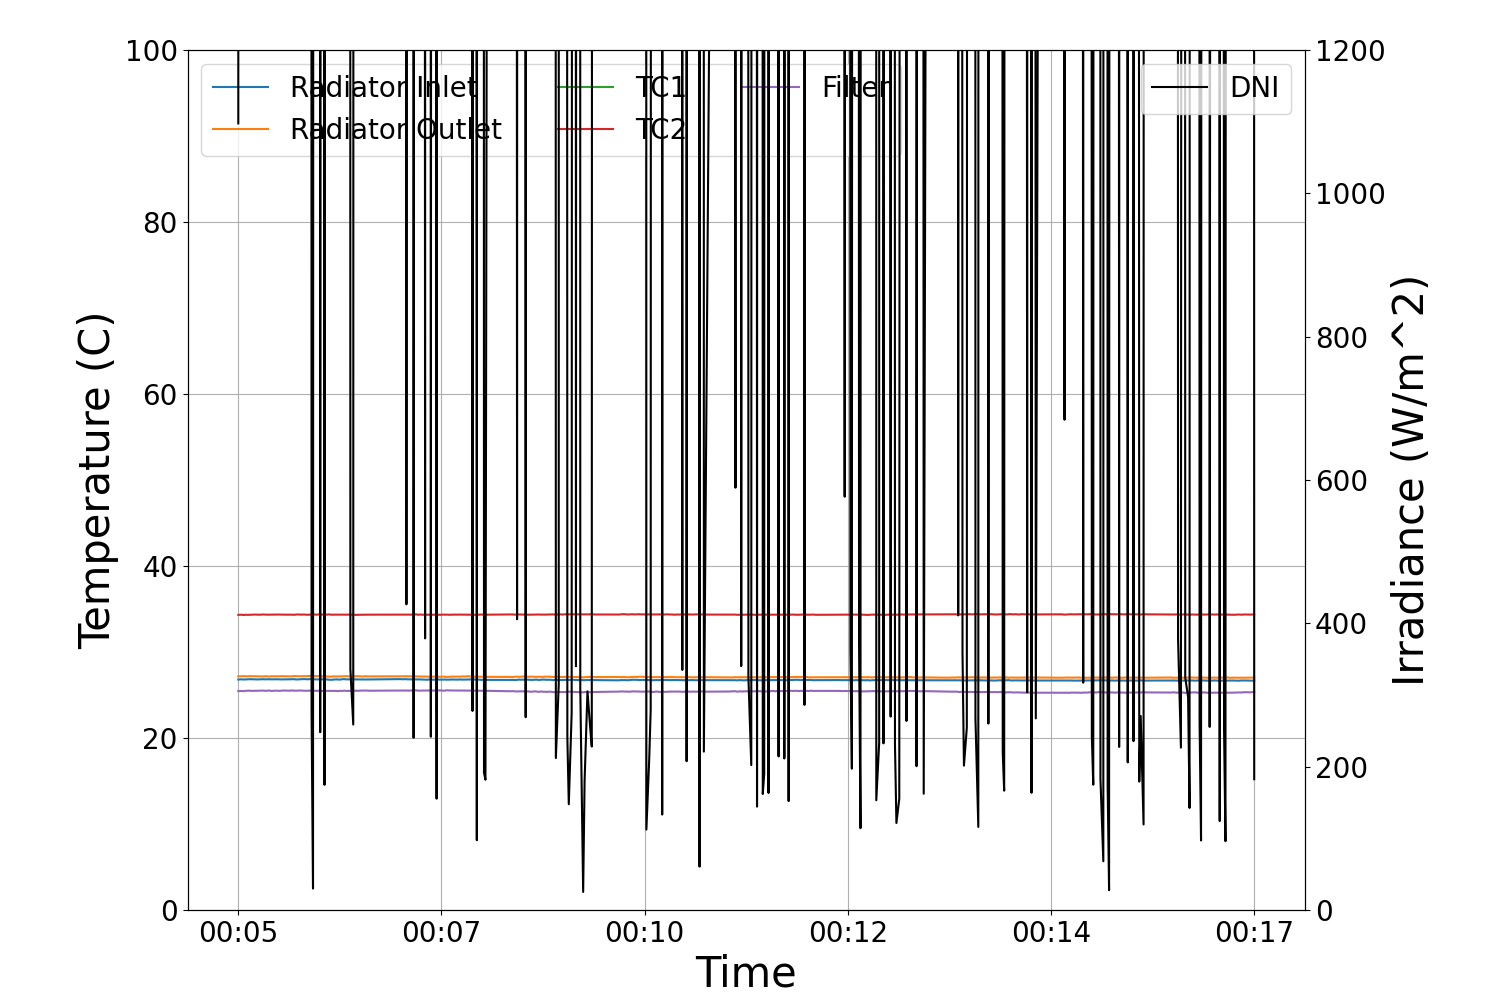 100
80
60
40
20
0
Temperature (C)
Radiator Inlet
Radiator Outlet
TC1
TC2
Filter
DNI
1200
1000
800
600
400
200
0
Irradiance (W/m^2)
00:05 00:07 00:10 00:12 00:14 00:17
Time